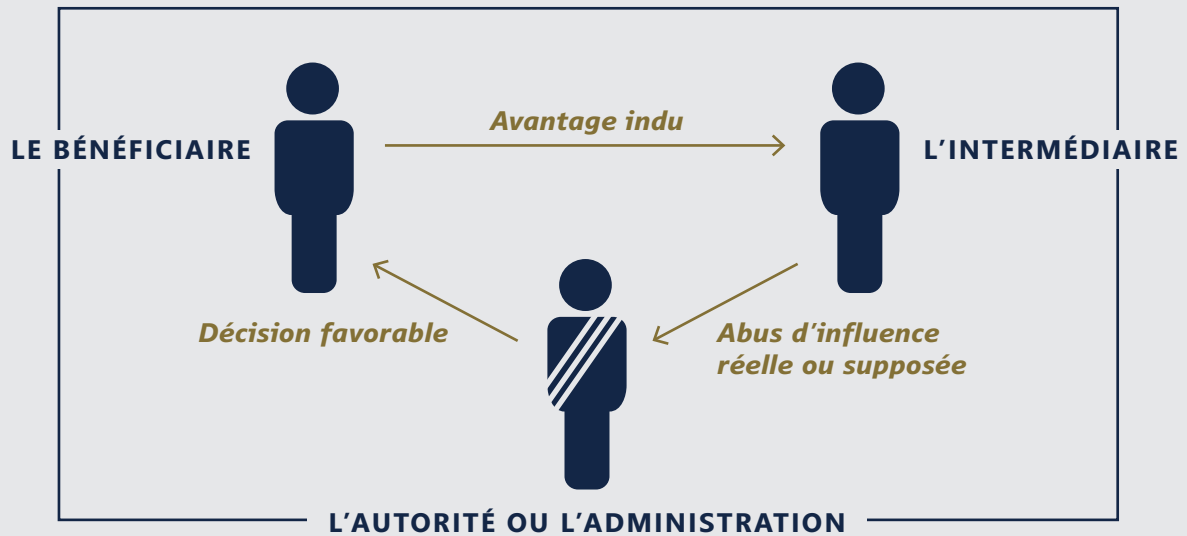 Avantage indu
LE BÉNÉFICIAIRE
L’INTERMÉDIAIRE
Décision favorable
Abus d’influence
réelle ou supposée
L’AUTORITÉ OU L’ADMINISTRATION